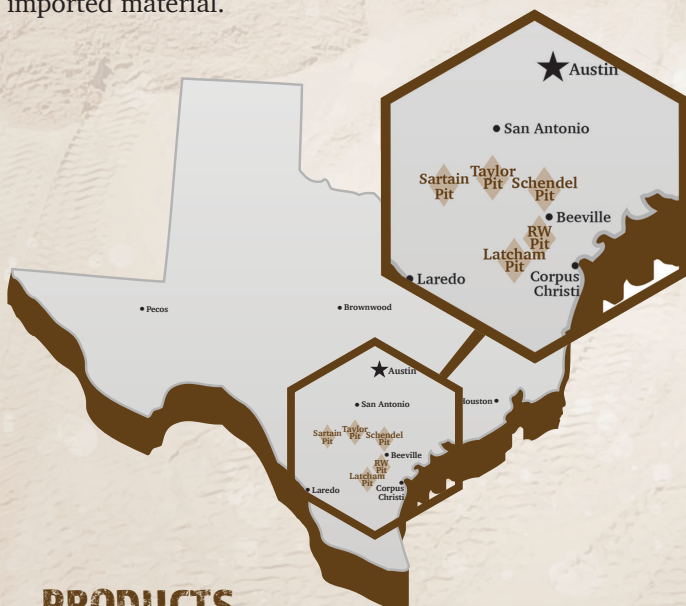 imported material.
Austin
San Antonio
Sartain
Pit
Taylor
Pit
Schendel
Pit
Beeville
RW
Pit
Latcham
Pit
Laredo
Corpus
Christi
Pecos
Brownwood
Austin
San Antonio
Houston
Sartain
Pit
Taylor
Pit
Schendel
Pit
Beeville
RW
Pit
Latcham
Pit
Laredo
Corpus
Christi
PRODUCTS